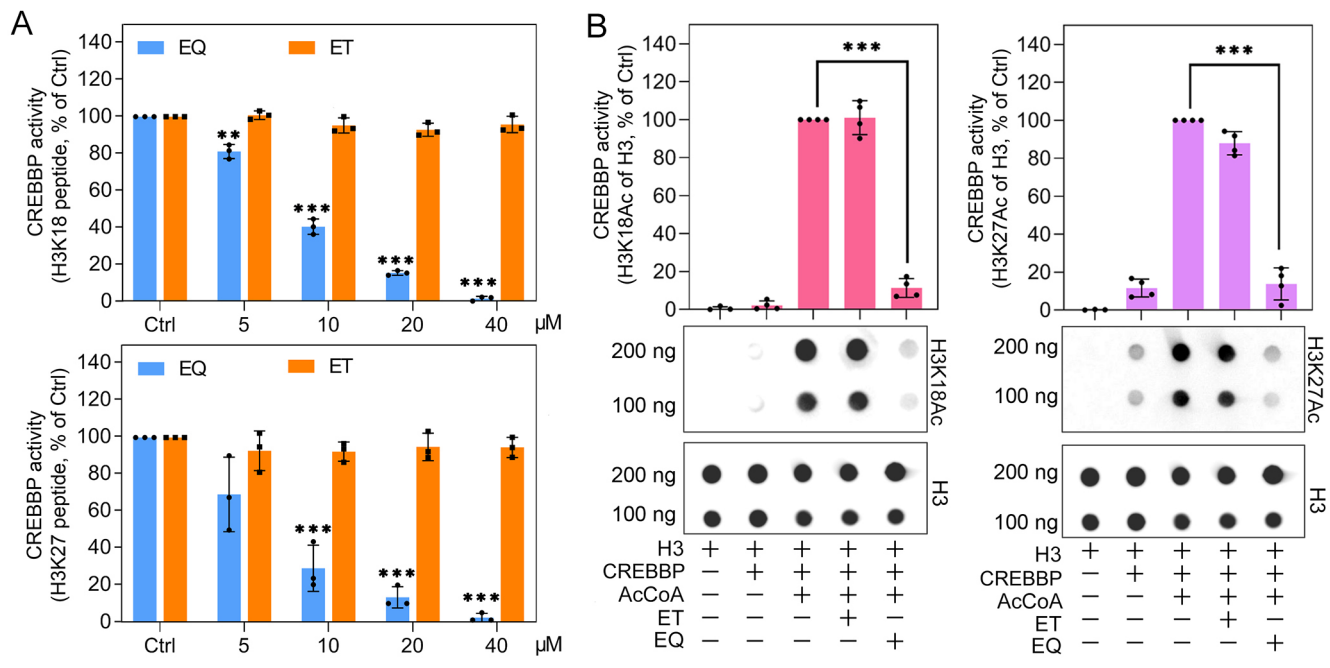 A
CREBBP activity
(H3K18 peptide, % of Ctrl)
EQ
ET
140
120
100
80
60
40
20
0
**
***
***
***
Ctrl
5
10
20
40
µM
CREBBP activity
(H3K27 peptide, % of Ctrl)
EQ
ET
140
120
100
80
60
40
20
0
***
***
***
Ctrl
5
10
20
40
µM
B
CREBBP activity
(H3K18Ac of H3, % of Ctrl)
140
120
100
80
60
40
20
0
***
200 ng
100 ng
H3K18Ac
200 ng
100 ng
H3
H3 + + + + +
CREBBP − + + + +
AcCoA − − + + +
ET − − − + −
EQ − − − − +
CREBBP activity
(H3K27Ac of H3, % of Ctrl)
140
120
100
80
60
40
20
0
***
200 ng
100 ng
H3K27Ac
200 ng
100 ng
H3
H3 + + + + +
CREBBP − + + + +
AcCoA − − + + +
ET − − − + −
EQ − − − − +